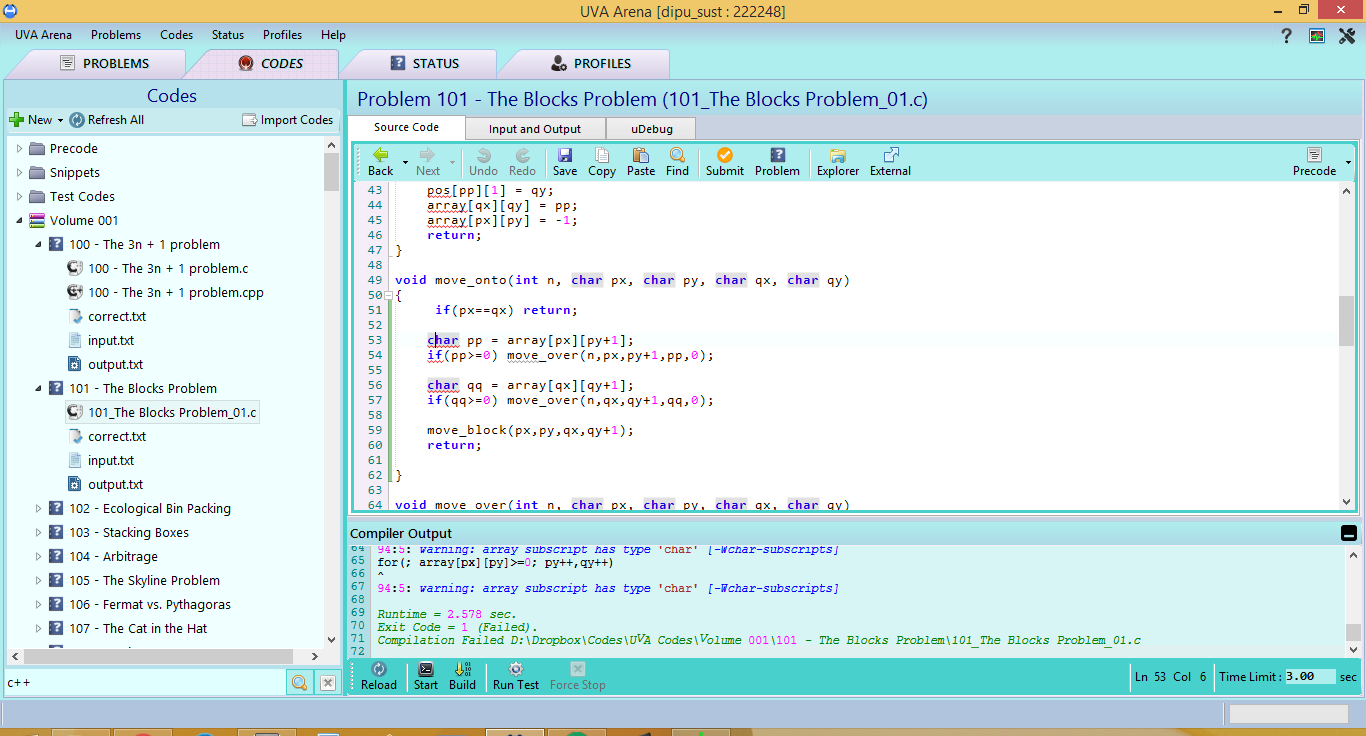 UVA Arena [dipu_sust : 222248]
UVA Arena Problems Codes Status Profiles Help
PROBLEMS CODES STATUS PROFILES
Codes
New Refresh All Import Codes
Precode
Snippets
Test Codes
Volume 001
100 - The 3n + 1 problem
100 - The 3n + 1 problem.c
100 - The 3n + 1 problem.cpp
correct.txt
input.txt
output.txt
101 - The Blocks Problem
101_The Blocks Problem_01.c
correct.txt
input.txt
output.txt
102 - Ecological Bin Packing
103 - Stacking Boxes
104 - Arbitrage
105 - The Skyline Problem
106 - Fermat vs. Pythagoras
107 - The Cat in the Hat
c++
Problem 101 - The Blocks Problem (101_The Blocks Problem_01.c)
Source Code Input and Output uDebug
Back Next Undo Redo Save Copy Paste Find Submit Problem Explorer External Precode
43 pos[pp][1] = qy;
44 array[qx][qy] = pp;
45 array[px][py] = -1;
46 return;
47 }
48
49 void move_onto(int n, char px, char py, char qx, char qy)
50 {
51 if(px==qx) return;
52
53 char pp = array[px][py+1];
54 if(pp>=0) move_over(n,px,py+1,pp,0);
55
56 char qq = array[qx][qy+1];
57 if(qq>=0) move_over(n,qx,qy+1,qq,0);
58
59 move_block(px,py,qx,qy+1);
60 return;
61
62 }
63
64 void move_over(int n, char px, char py, char qx, char qy)
Compiler Output
64 94:5: warning: array subscript has type 'char' [-Wchar-subscripts]
65 for(; array[px][py]>=0; py++,qy++)
66 ^
67 94:5: warning: array subscript has type 'char' [-Wchar-subscripts]
68
69 Runtime = 2.578 sec.
70 Exit Code = 1 (Failed).
71 Compilation Failed D:\Dropbox\Codes\UVA Codes\Volume 001\101 - The Blocks Problem\101_The Blocks Problem_01.c
72
Reload Start Build Run Test Force Stop Ln 53 Col 6 Time Limit : 3.00 sec